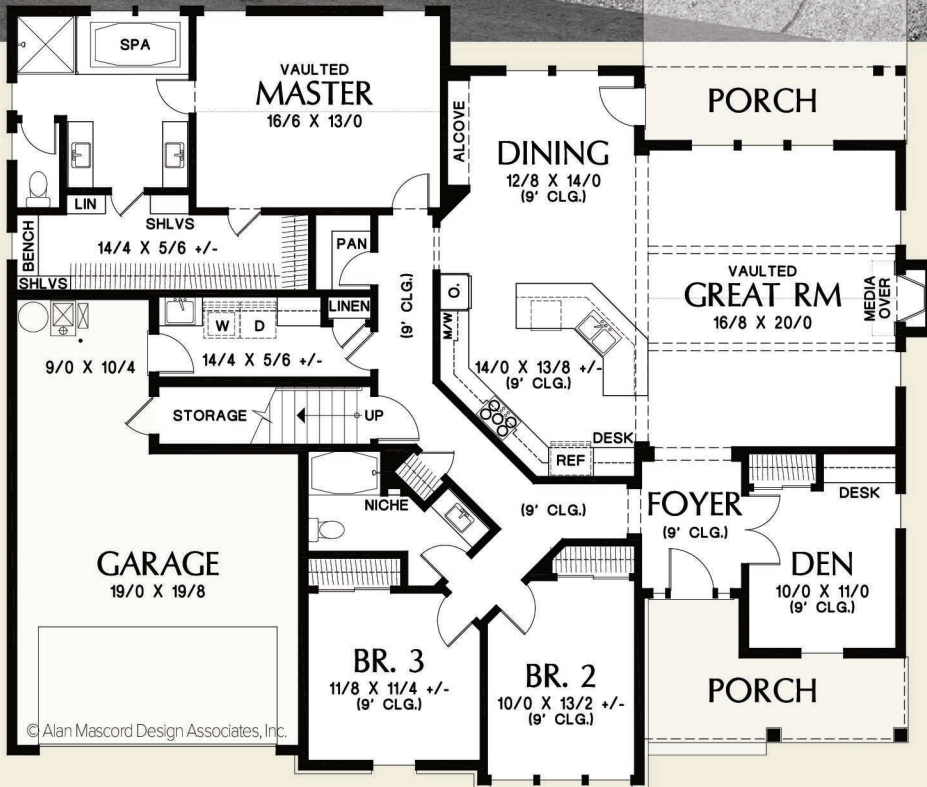 SPA
VAULTED
MASTER
16/6 X 13/0
ALCOVE
PORCH
DINING
12/8 X 14/0
(9' CLG.)
LIN
SHLVS
BENCH
14/4 X 5/6 +/-
SHLVS
PAN
(9' CLG.)
O.
M/W
VAULTED
GREAT RM
16/8 X 20/0
MEDIA
OVER
LINEN
W
D
14/4 X 5/6 +/-
9/0 X 10/4
14/0 X 13/8 +/-
(9' CLG.)
STORAGE
UP
DESK
REF
NICHE
(9' CLG.)
FOYER
(9' CLG.)
DESK
DEN
10/0 X 11/0
(9' CLG.)
GARAGE
19/0 X 19/8
BR. 3
11/8 X 11/4 +/-
(9' CLG.)
BR. 2
10/0 X 13/2 +/-
(9' CLG.)
PORCH
© Alan Mascord Design Associates, Inc.